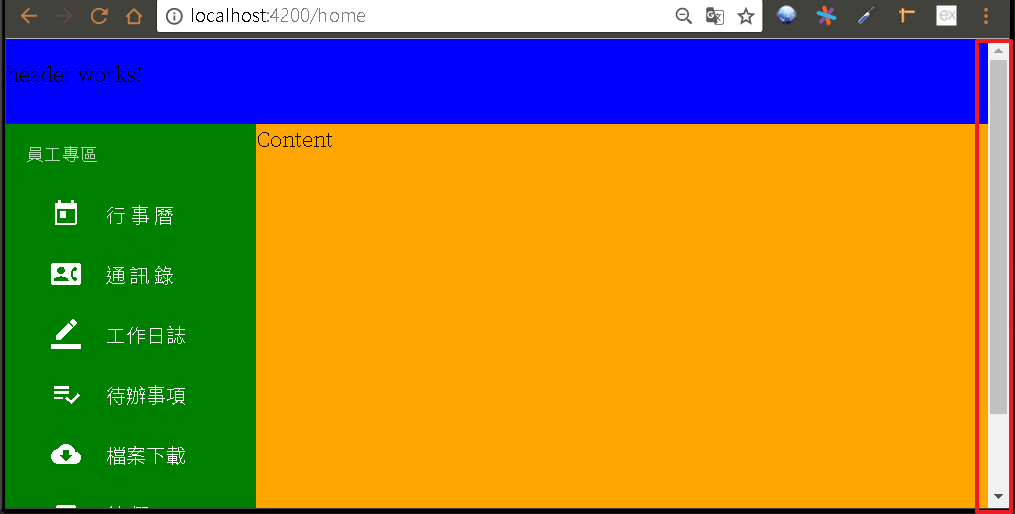 localhost:4200/home
ex
header works!
員工專區
Content
行事曆
通訊錄
工作日誌
待辦事項
檔案下載